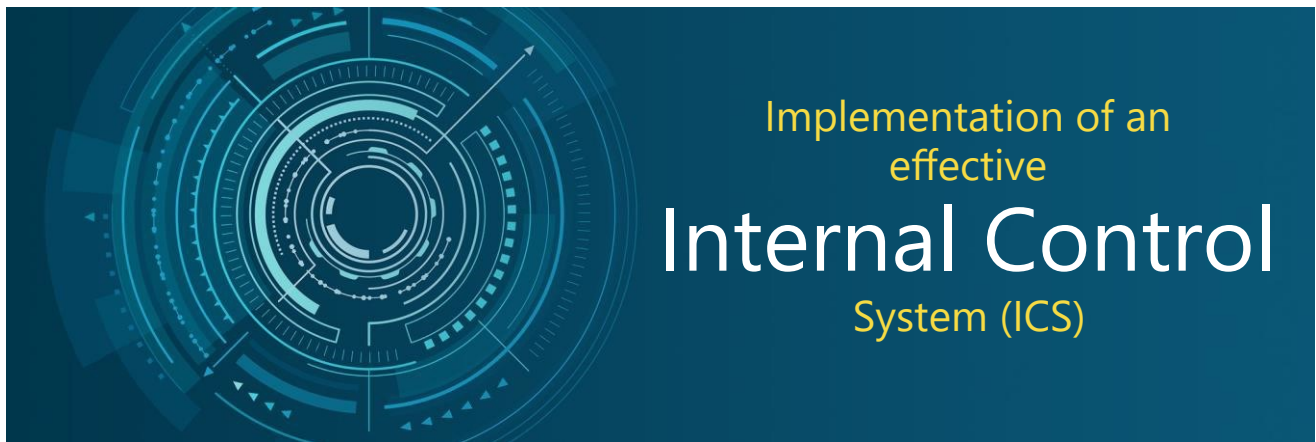 Implementation of an
effective
Internal Control
System (ICS)